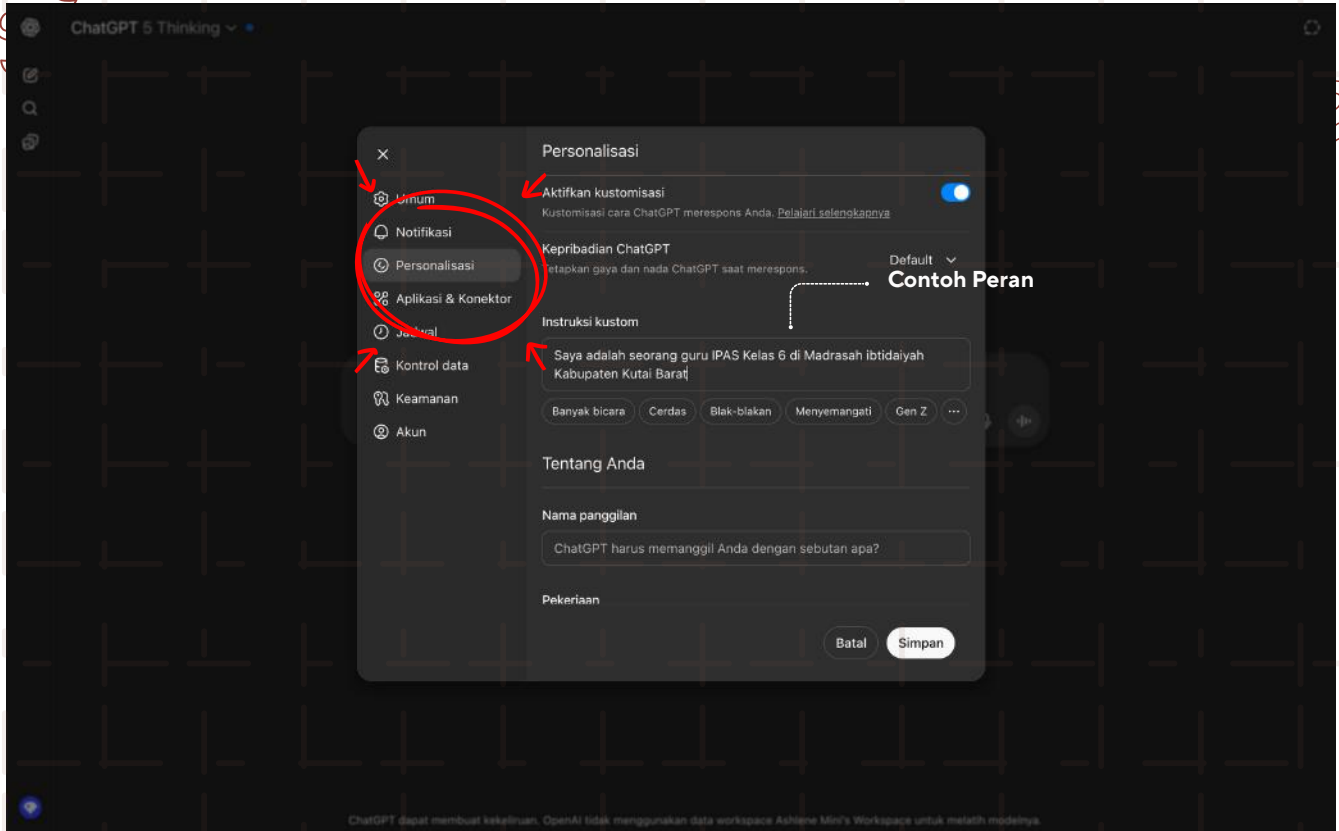 ChatGPT 5 Thinking
Personalisasi
Umum
Notifikasi
Personalisasi
Aplikasi & Konektor
Jadwal
Kontrol data
Keamanan
Akun
Aktifkan kustomisasi
Kustomisasi cara ChatGPT merespons Anda. Pelajari selengkapnya
Kepribadian ChatGPT
Tetapkan gaya dan nada ChatGPT saat merespons.
Default
Contoh Peran
Instruksi kustom
Saya adalah seorang guru IPAS Kelas 6 di Madrasah ibtidaiyah
Kabupaten Kutai Barat
Banyak bicara
Cerdas
Blak-blakan
Menyemangati
Gen Z
Tentang Anda
Nama panggilan
ChatGPT harus memanggil Anda dengan sebutan apa?
Pekerjaan
Batal
Simpan
ChatGPT dapat membuat kekeliruan. OpenAI tidak menggunakan data workspace Ashlene Mini's Workspace untuk melatih modelnya.